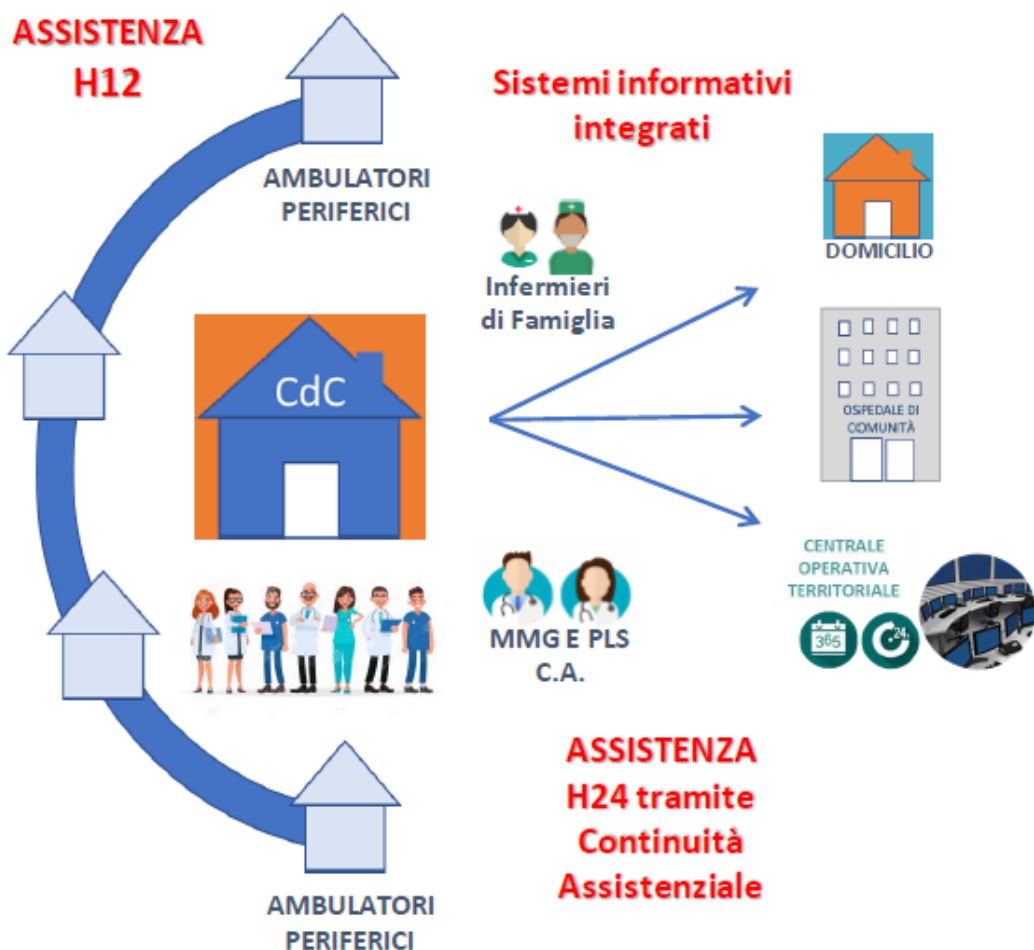 ASSISTENZA
H12
Sistemi informativi
integrati
AMBULATORI
PERIFERICI
DOMICILIO
Infermieri
di Famiglia
CdC
OSPEDALE DI
COMUNITÀ
CENTRALE
OPERATIVA
TERRITORIALE
365
24
MMG E PLS
C.A.
ASSISTENZA
H24 tramite
Continuità
Assistenziale
AMBULATORI
PERIFERICI